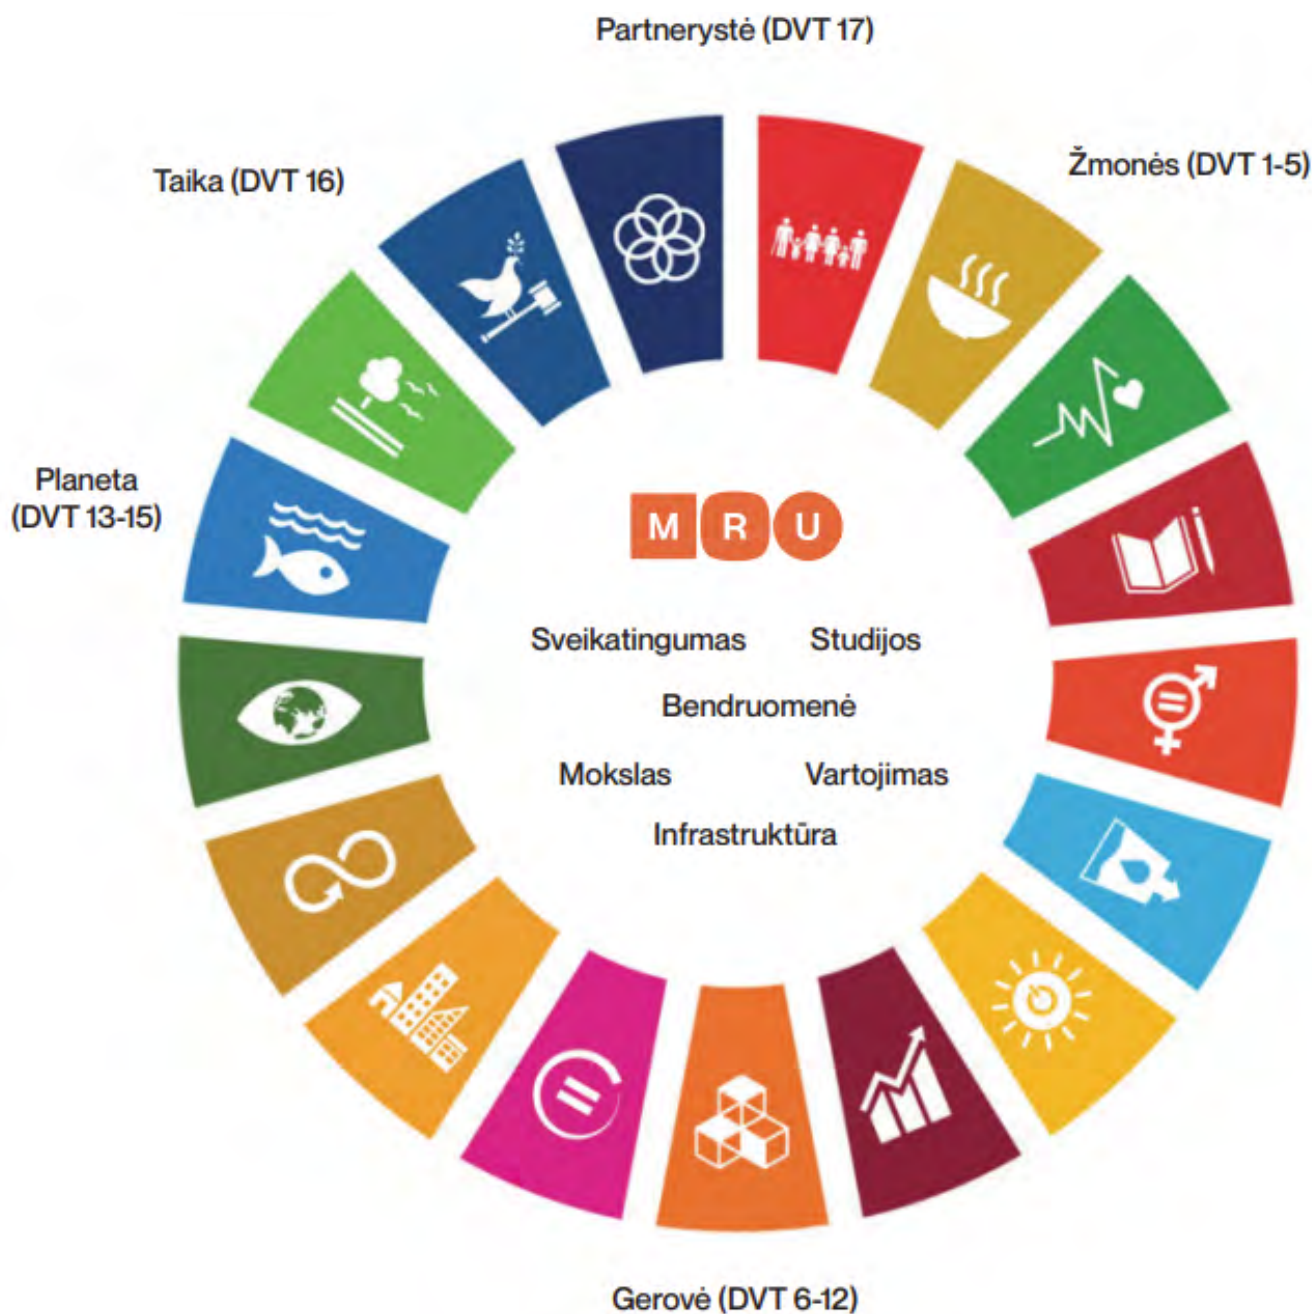 Partnerystė (DVT 17)
Žmonės (DVT 1-5)
Taika (DVT 16)
Planeta
(DVT 13-15)
MRU
Sveikatingumas Studijos
Bendruomenė
Mokslas Vartojimas
Infrastruktūra
Gerovė (DVT 6-12)